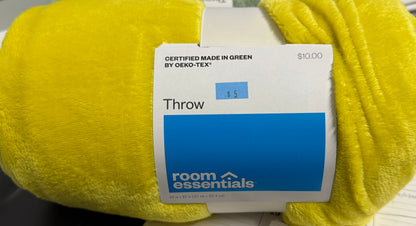 CERTIFIED MADE IN GREEN
BY OEKO-TEX®
$10.00
$5
Throw
room
essentials